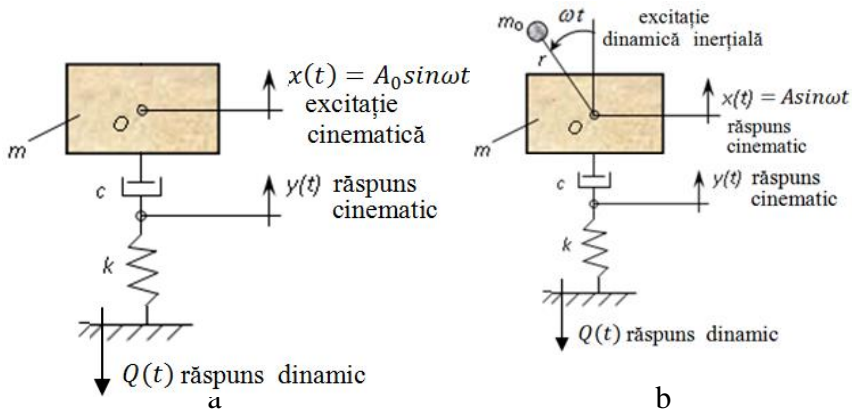 x(t) = A₀sinωt
excitație
cinematică
O
m
c
y(t) răspuns
cinematic
k
Q(t) răspuns dinamic
a
m₀
ωt
excitație
dinamică inerțială
r
x(t) = Asinωt
răspuns
cinematic
O
m
c
y(t) răspuns
cinematic
k
Q(t) răspuns dinamic
b